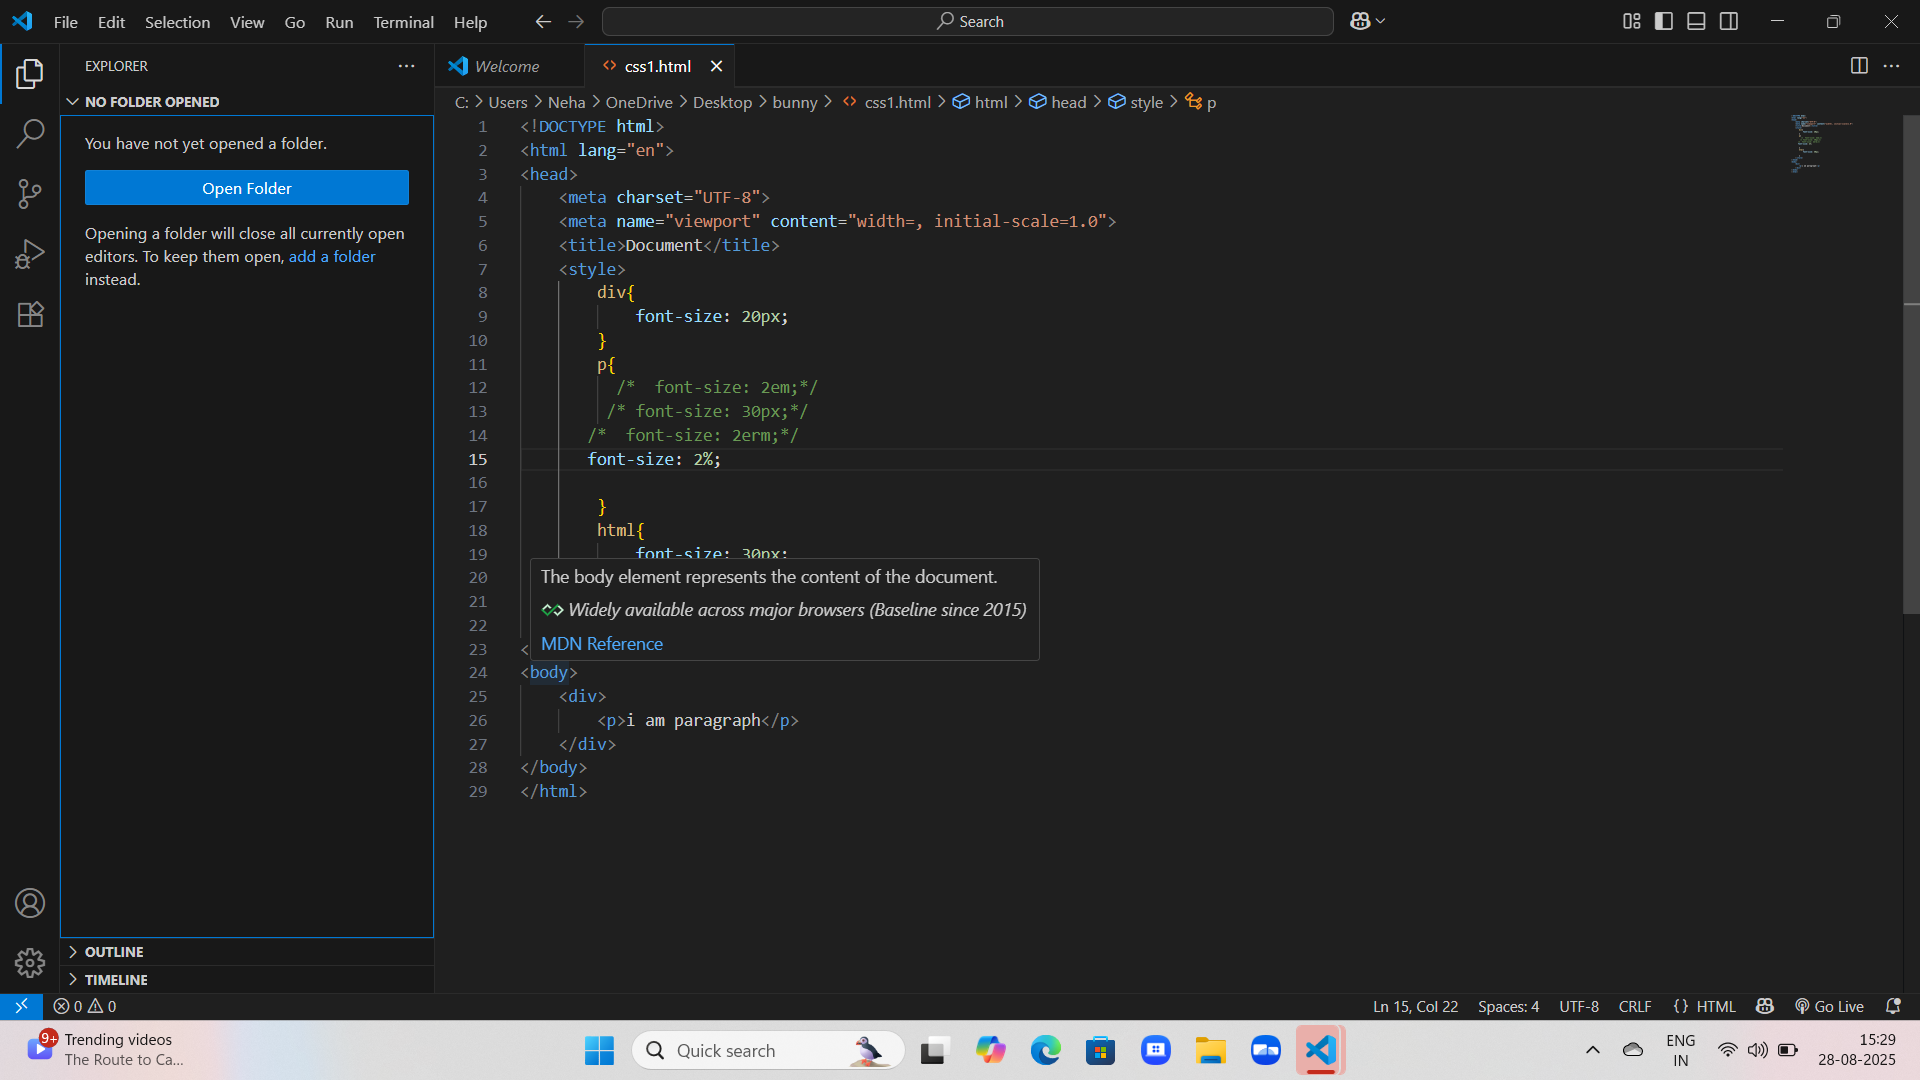 File Edit Selection View Go Run Terminal Help
Search
EXPLORER
NO FOLDER OPENED
You have not yet opened a folder.
Open Folder
Opening a folder will close all currently open
editors. To keep them open, add a folder
instead.
OUTLINE
TIMELINE
Welcome
css1.html
C: Users Neha OneDrive Desktop bunny css1.html html head style p
1 <!DOCTYPE html>
2 <html lang="en">
3 <head>
4 <meta charset="UTF-8">
5 <meta name="viewport" content="width=, initial-scale=1.0">
6 <title>Document</title>
7 <style>
8 div{
9 font-size: 20px;
10 }
11 p{
12 /* font-size: 2em;*/
13 /* font-size: 30px;*/
14 /* font-size: 2erm;*/
15 font-size: 2%;
16
17 }
18 html{
19 font-size: 30px;
20
21
22
23 <
The body element represents the content of the document.
Widely available across major browsers (Baseline since 2015)
MDN Reference
24 <body>
25 <div>
26 <p>i am paragraph</p>
27 </div>
28 </body>
29 </html>
0 0
Ln 15, Col 22 Spaces: 4 UTF-8 CRLF {} HTML Go Live
9+
Trending videos
The Route to Ca...
Quick search
ENG
IN
15:29
28-08-2025